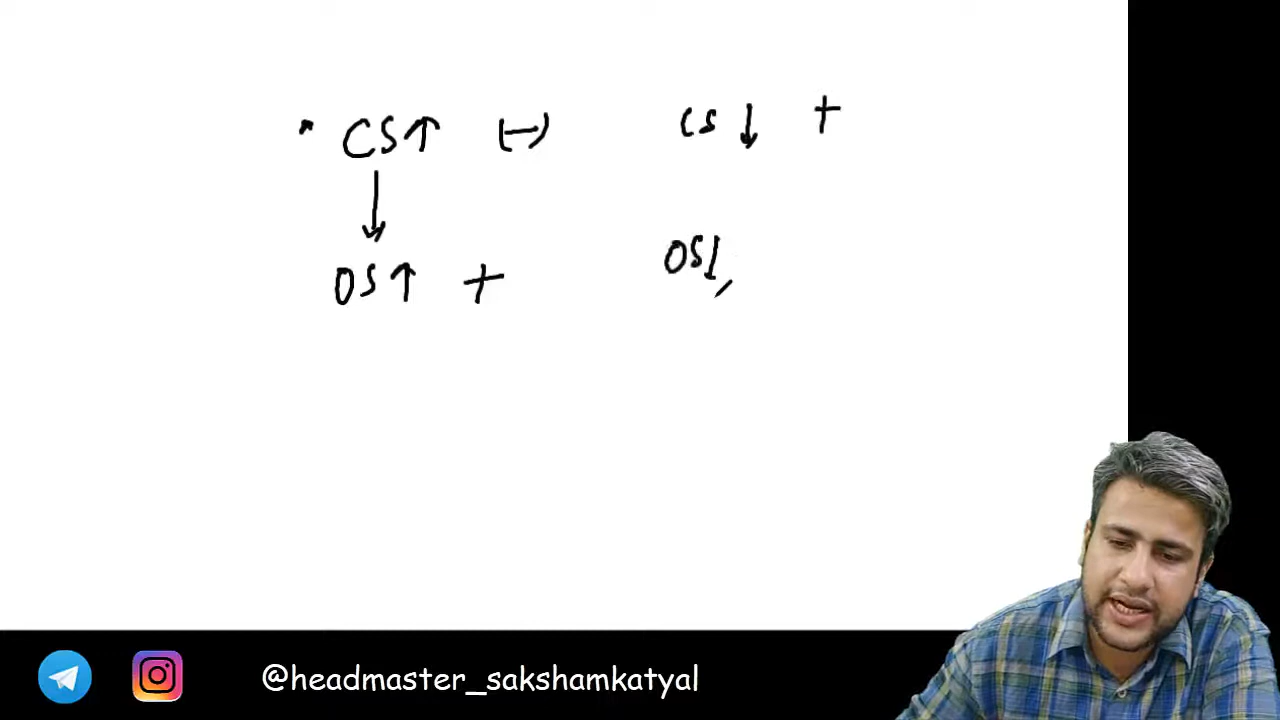 CS↑ (-) CS↓ +
↓
OS↑ + OS↓
@headmaster_sakshamkatyal